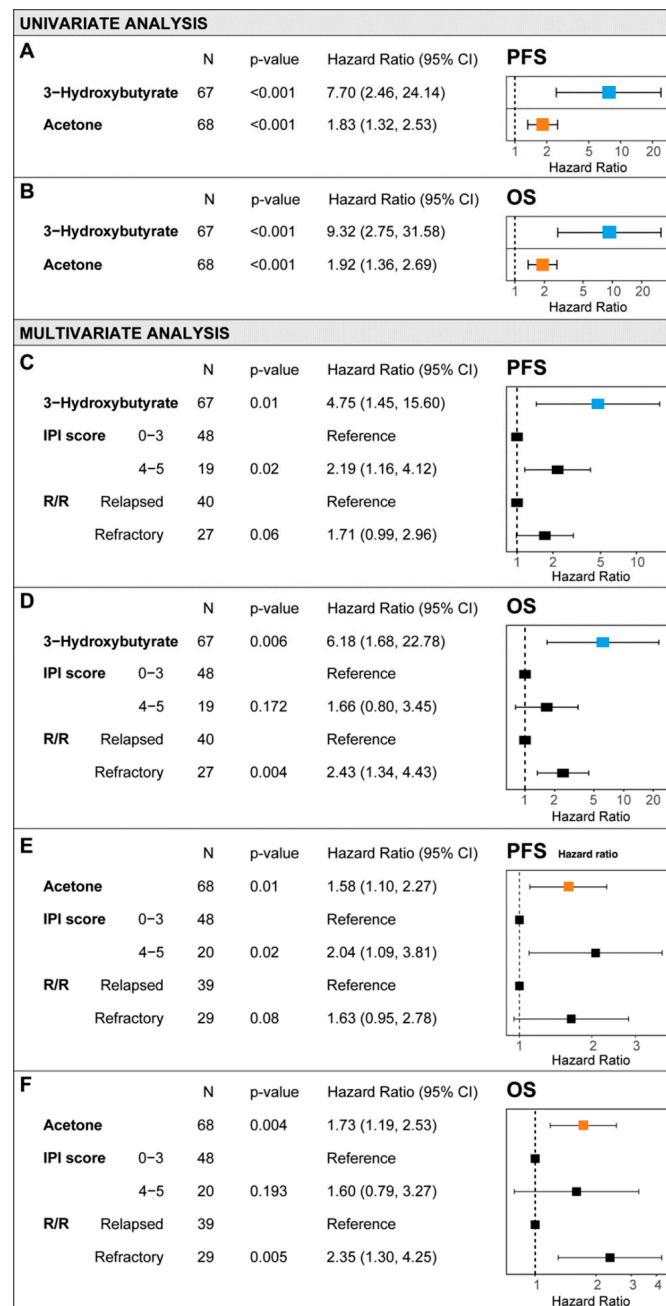 UNIVARIATE ANALYSIS
A N p-value Hazard Ratio (95% CI) PFS
3−Hydroxybutyrate 67 <0.001 7.70 (2.46, 24.14)
Acetone 68 <0.001 1.83 (1.32, 2.53)
1 2 5 10 20
Hazard Ratio
B N p-value Hazard Ratio (95% CI) OS
3−Hydroxybutyrate 67 <0.001 9.32 (2.75, 31.58)
Acetone 68 <0.001 1.92 (1.36, 2.69)
1 2 5 10 20
Hazard Ratio
MULTIVARIATE ANALYSIS
C N p-value Hazard Ratio (95% CI) PFS
3−Hydroxybutyrate 67 0.01 4.75 (1.45, 15.60)
IPI score 0−3 48 Reference
4−5 19 0.02 2.19 (1.16, 4.12)
R/R Relapsed 40 Reference
Refractory 27 0.06 1.71 (0.99, 2.96)
1 2 5 10
Hazard Ratio
D N p-value Hazard Ratio (95% CI) OS
3−Hydroxybutyrate 67 0.006 6.18 (1.68, 22.78)
IPI score 0−3 48 Reference
4−5 19 0.172 1.66 (0.80, 3.45)
R/R Relapsed 40 Reference
Refractory 27 0.004 2.43 (1.34, 4.43)
1 2 5 10 20
Hazard Ratio
E N p-value Hazard Ratio (95% CI) PFS Hazard ratio
Acetone 68 0.01 1.58 (1.10, 2.27)
IPI score 0−3 48 Reference
4−5 20 0.02 2.04 (1.09, 3.81)
R/R Relapsed 39 Reference
Refractory 29 0.08 1.63 (0.95, 2.78)
1 2 3
Hazard Ratio
F N p-value Hazard Ratio (95% CI) OS
Acetone 68 0.004 1.73 (1.19, 2.53)
IPI score 0−3 48 Reference
4−5 20 0.193 1.60 (0.79, 3.27)
R/R Relapsed 39 Reference
Refractory 29 0.005 2.35 (1.30, 4.25)
1 2 3 4
Hazard Ratio